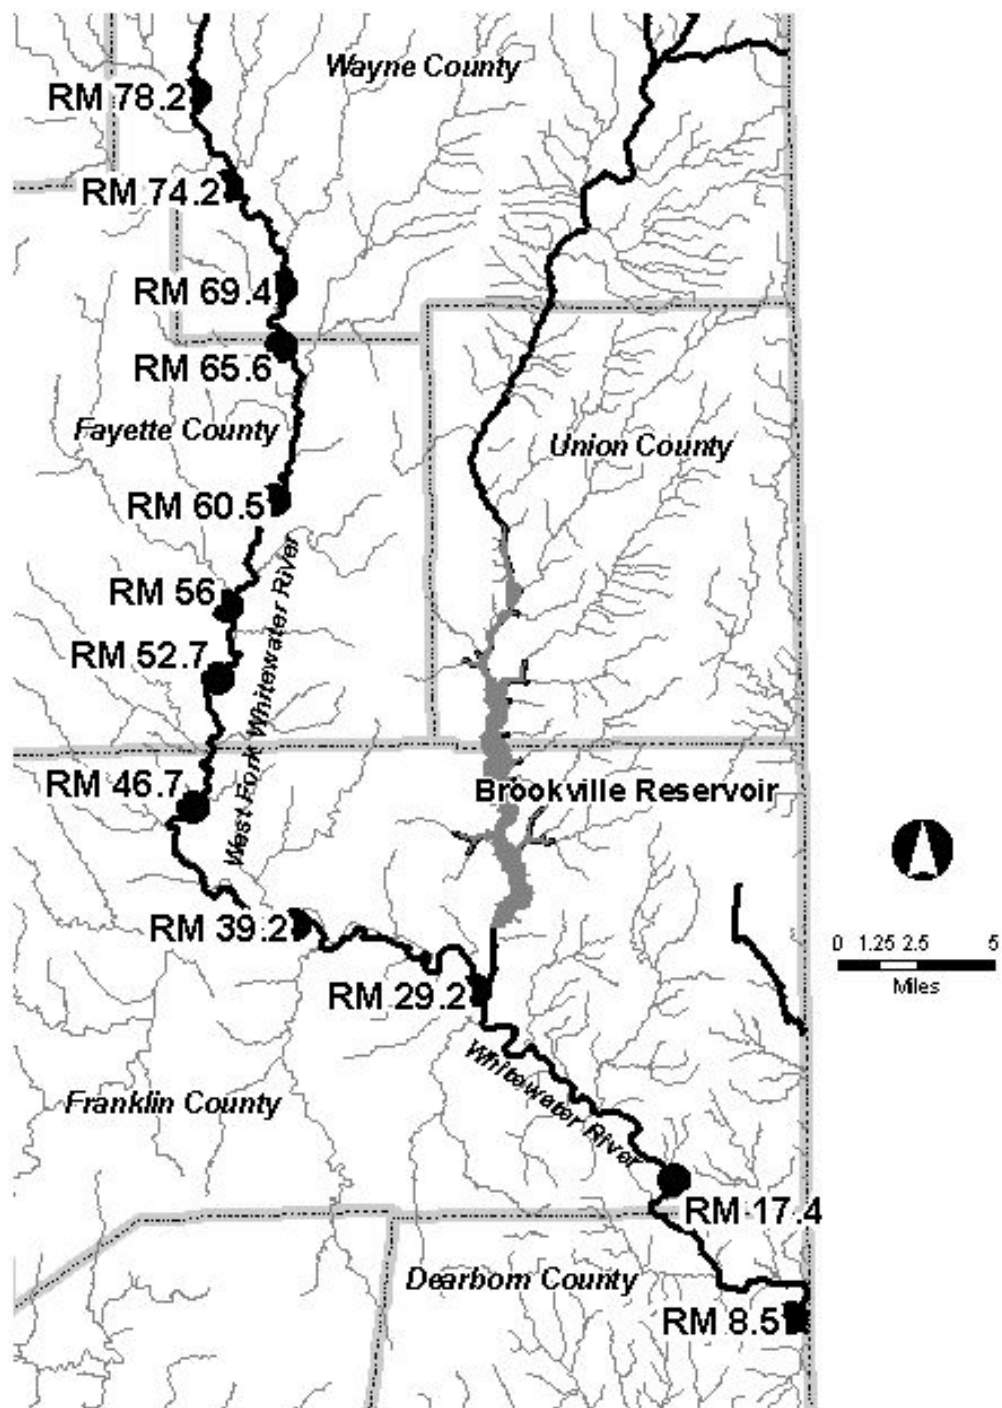 Wayne County
RM 78.2
RM 74.2
RM 69.4
RM 65.6
Fayette County
Union County
RM 60.5
RM 56
West Fork Whitewater River
RM 52.7
RM 46.7
Brookville Reservoir
RM 39.2
0 1.25 2.5 5
Miles
RM 29.2
Whitewater River
Franklin County
RM 17.4
Dearborn County
RM 8.5